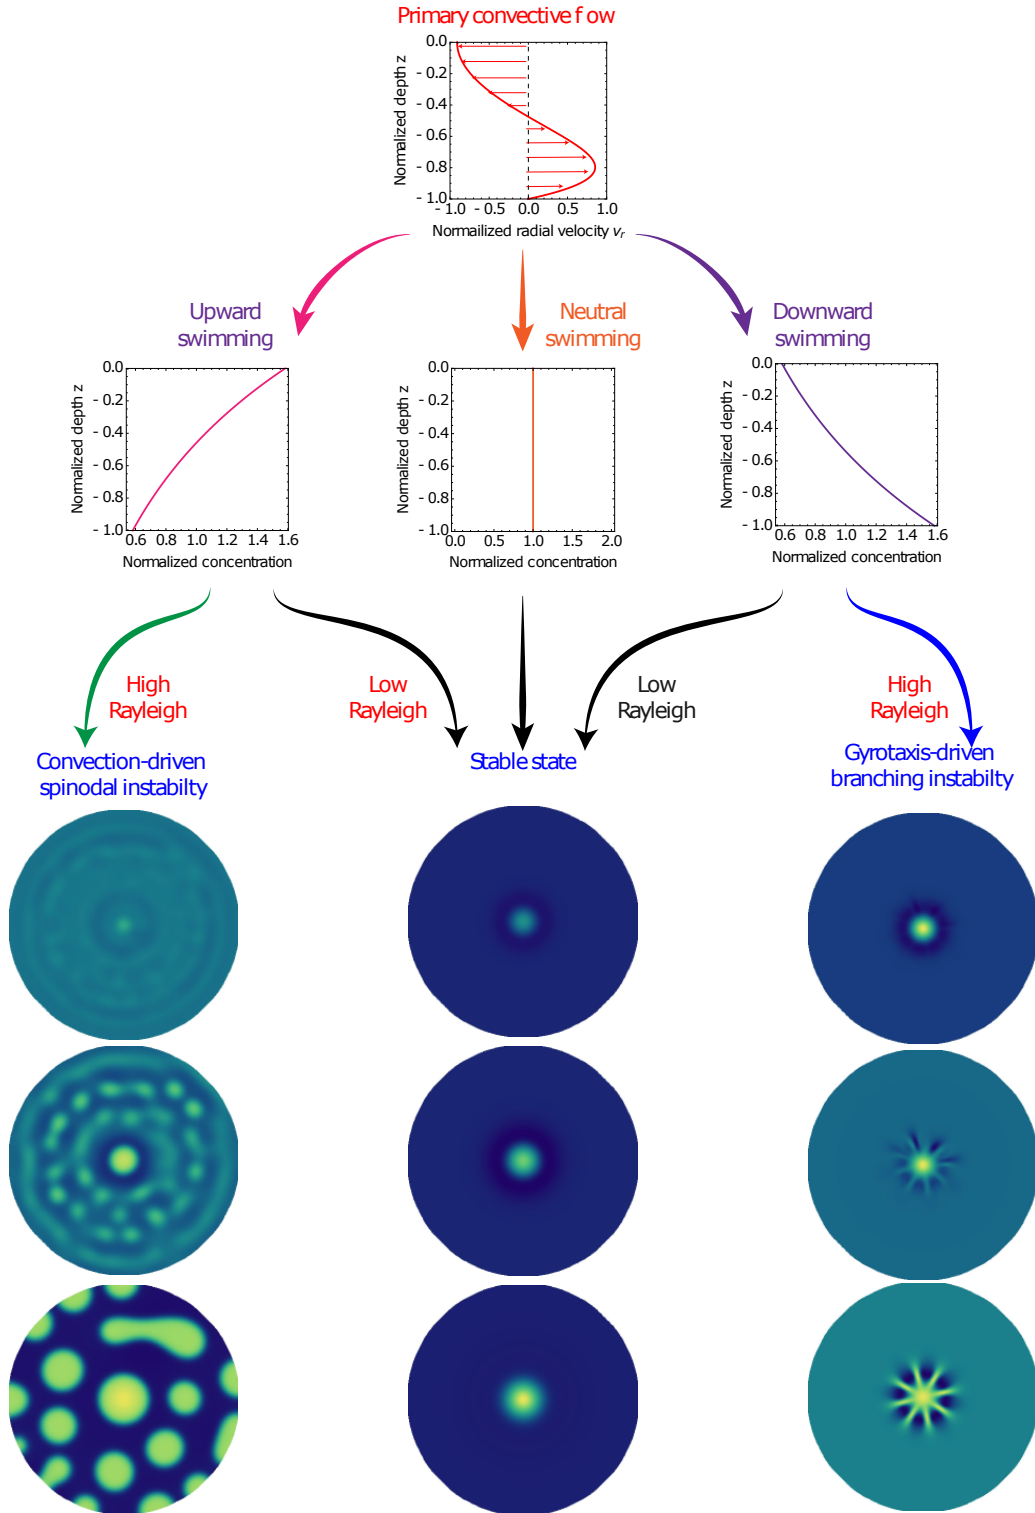 Primary convective f ow
Normalized depth z
0.0
- 0.2
- 0.4
- 0.6
- 0.8
- 1.0
- 1.0 - 0.5 0.0 0.5 1.0
Normailized radial velocity vr
Upward
swimming
Neutral
swimming
Downward
swimming
Normalized depth z
0.0
- 0.2
- 0.4
- 0.6
- 0.8
- 1.0
0.6 0.8 1.0 1.2 1.4 1.6
Normalized concentration
Normalized depth z
0.0
- 0.2
- 0.4
- 0.6
- 0.8
- 1.0
0.0 0.5 1.0 1.5 2.0
Normalized concentration
Normalized depth z
0.0
- 0.2
- 0.4
- 0.6
- 0.8
- 1.0
0.6 0.8 1.0 1.2 1.4 1.6
Normalized concentration
High
Rayleigh
Low
Rayleigh
Low
Rayleigh
High
Rayleigh
Convection-driven
spinodal instabilty
Stable state
Gyrotaxis-driven
branching instabilty